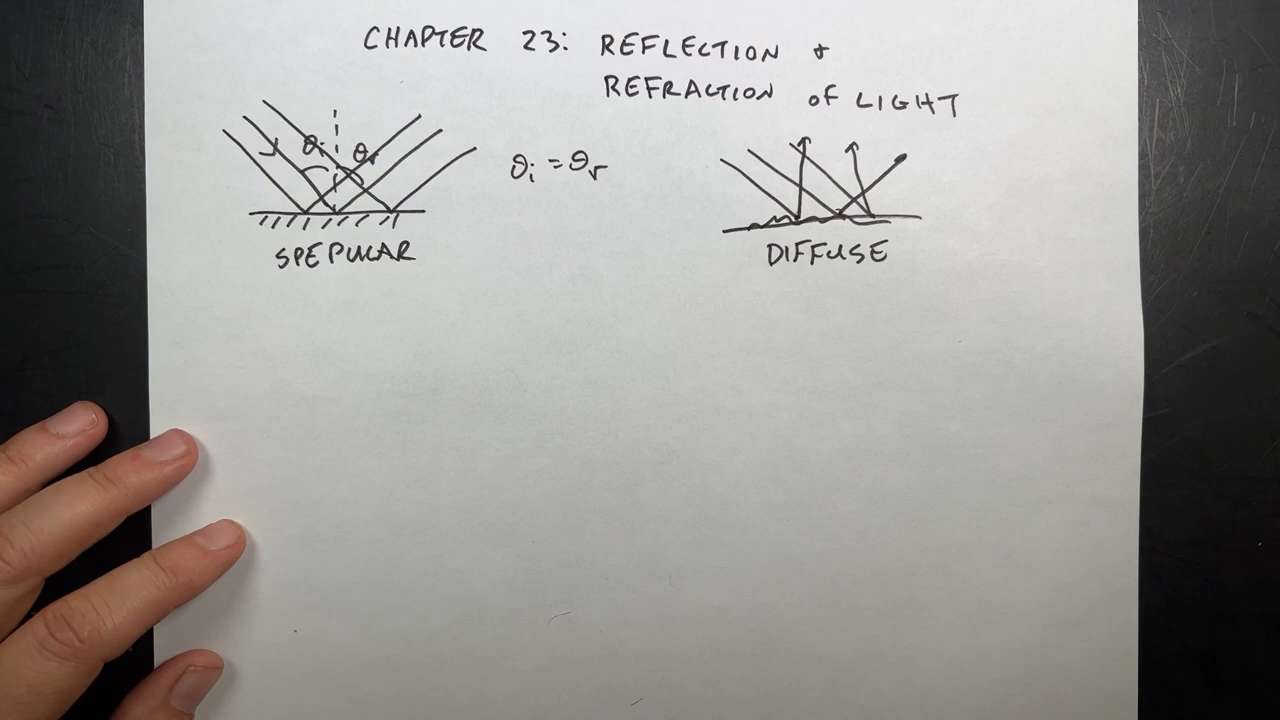 CHAPTER 23: REFLECTION &
REFRACTION of LIGHT
θi θr
θi = θr
SPEPULAR
DIFFUSE